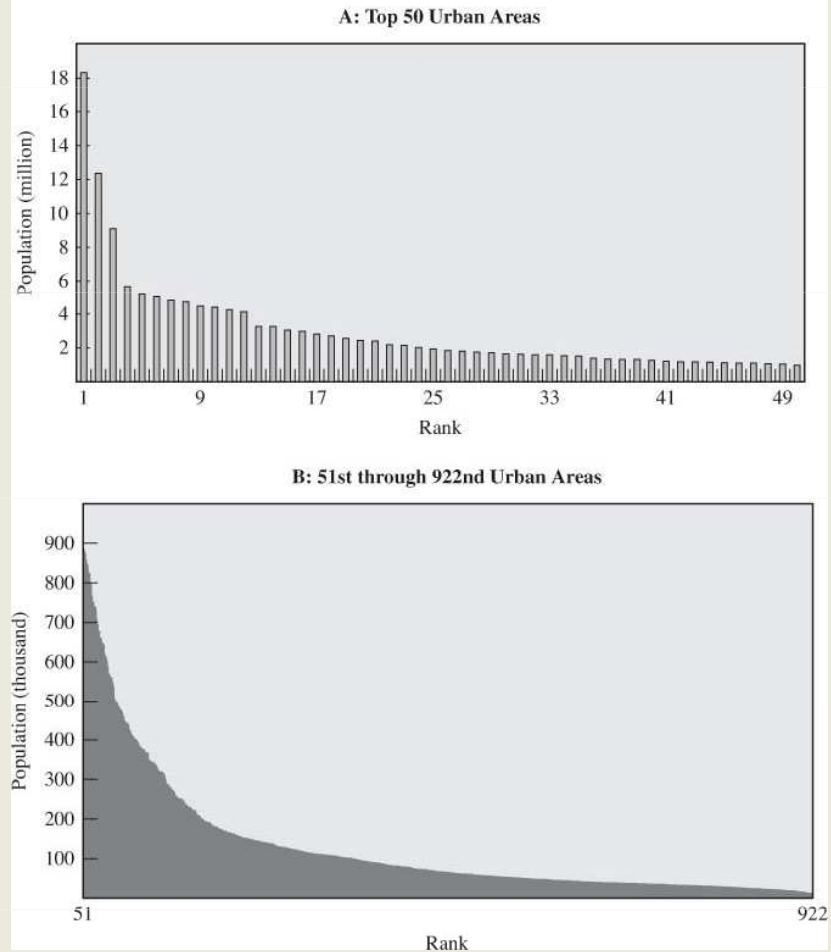 A: Top 50 Urban Areas
Population (million)
18
16
14
12
10
8
6
4
2
1 9 17 25 33 41 49
Rank
B: 51st through 922nd Urban Areas
Population (thousand)
900
800
700
600
500
400
300
200
100
51 922
Rank